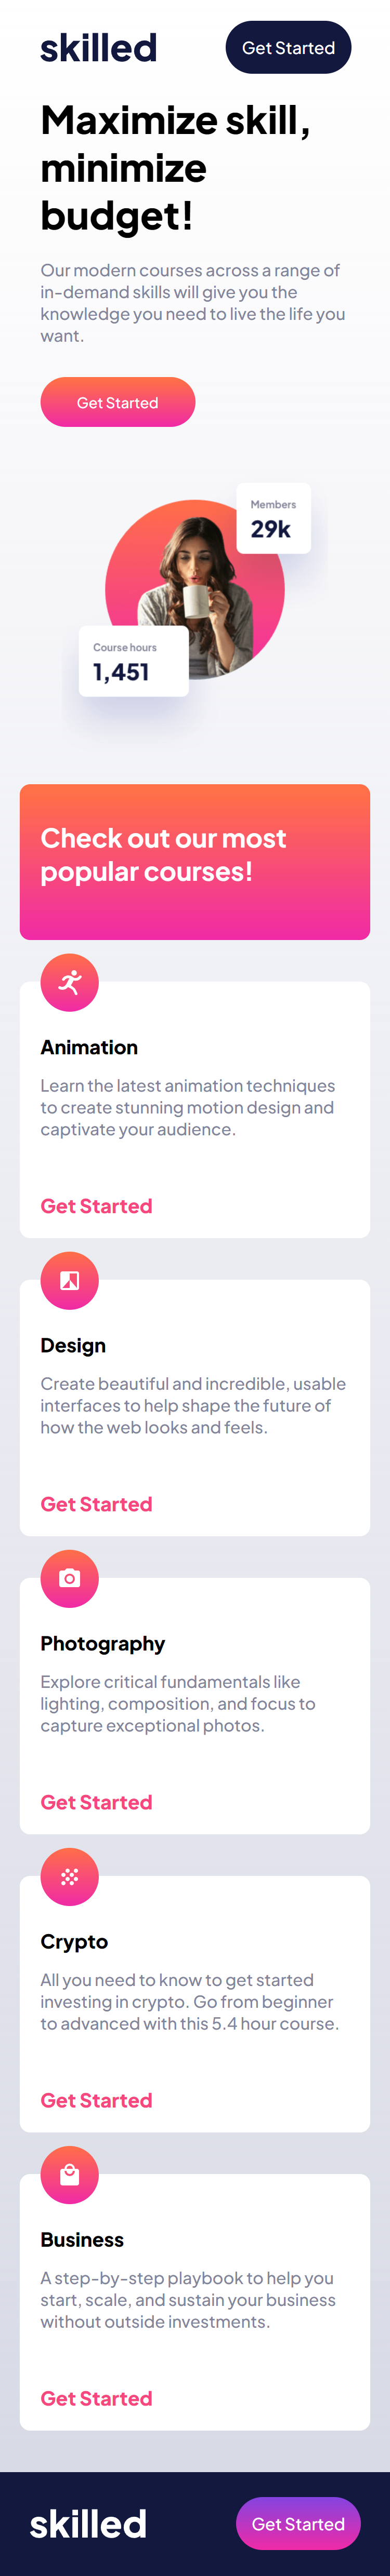 skilled
Get Started
Maximize skill,
minimize
budget!
Our modern courses across a range of
in-demand skills will give you the
knowledge you need to live the life you
want.
Get Started
Members
29k
Course hours
1,451
Check out our most
popular courses!
Animation
Learn the latest animation techniques
to create stunning motion design and
captivate your audience.
Get Started
Design
Create beautiful and incredible, usable
interfaces to help shape the future of
how the web looks and feels.
Get Started
Photography
Explore critical fundamentals like
lighting, composition, and focus to
capture exceptional photos.
Get Started
Crypto
All you need to know to get started
investing in crypto. Go from beginner
to advanced with this 5.4 hour course.
Get Started
Business
A step-by-step playbook to help you
start, scale, and sustain your business
without outside investments.
Get Started
skilled
Get Started